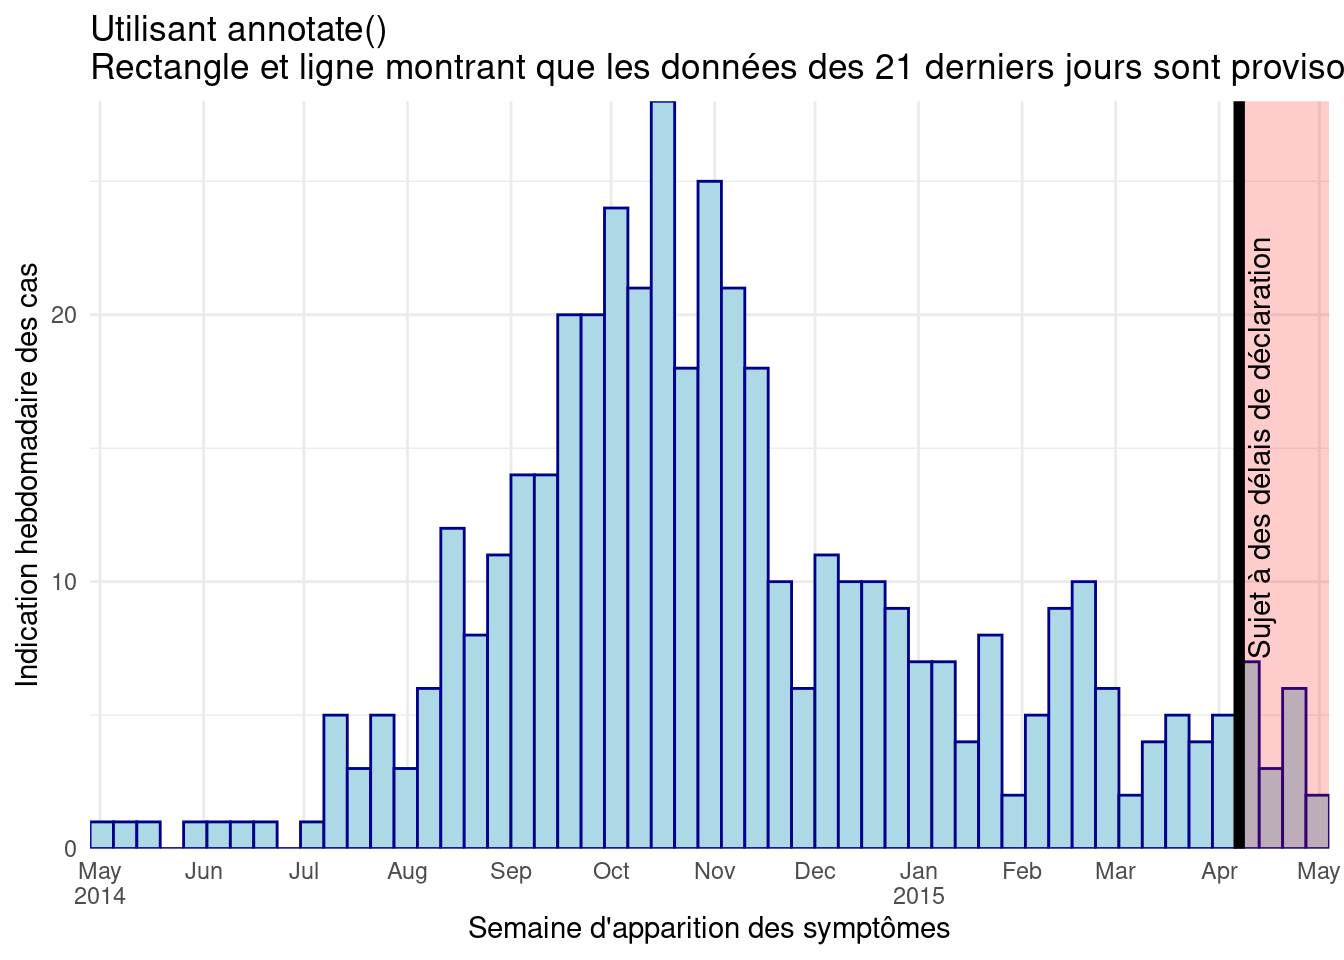 Utilisant annotate()
Rectangle et ligne montrant que les données des 21 derniers jours sont proviso
Indication hebdomadaire des cas
20
10
0
Sujet à des délais de déclaration
May Jun Jul Aug Sep Oct Nov Dec Jan Feb Mar Apr May
2014 2015
Semaine d'apparition des symptômes